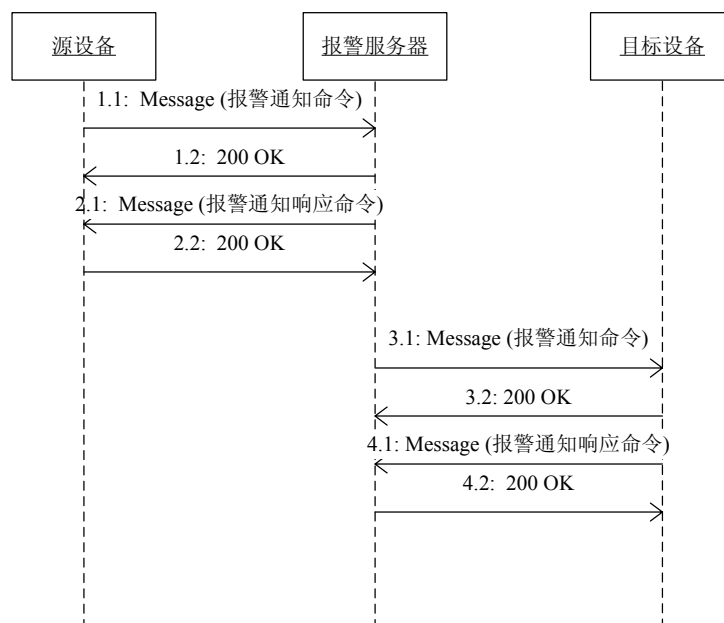 源设备 报警服务器 目标设备
1.1: Message (报警通知命令)
1.2: 200 OK
2.1: Message (报警通知响应命令)
2.2: 200 OK
3.1: Message (报警通知命令)
3.2: 200 OK
4.1: Message (报警通知响应命令)
4.2: 200 OK